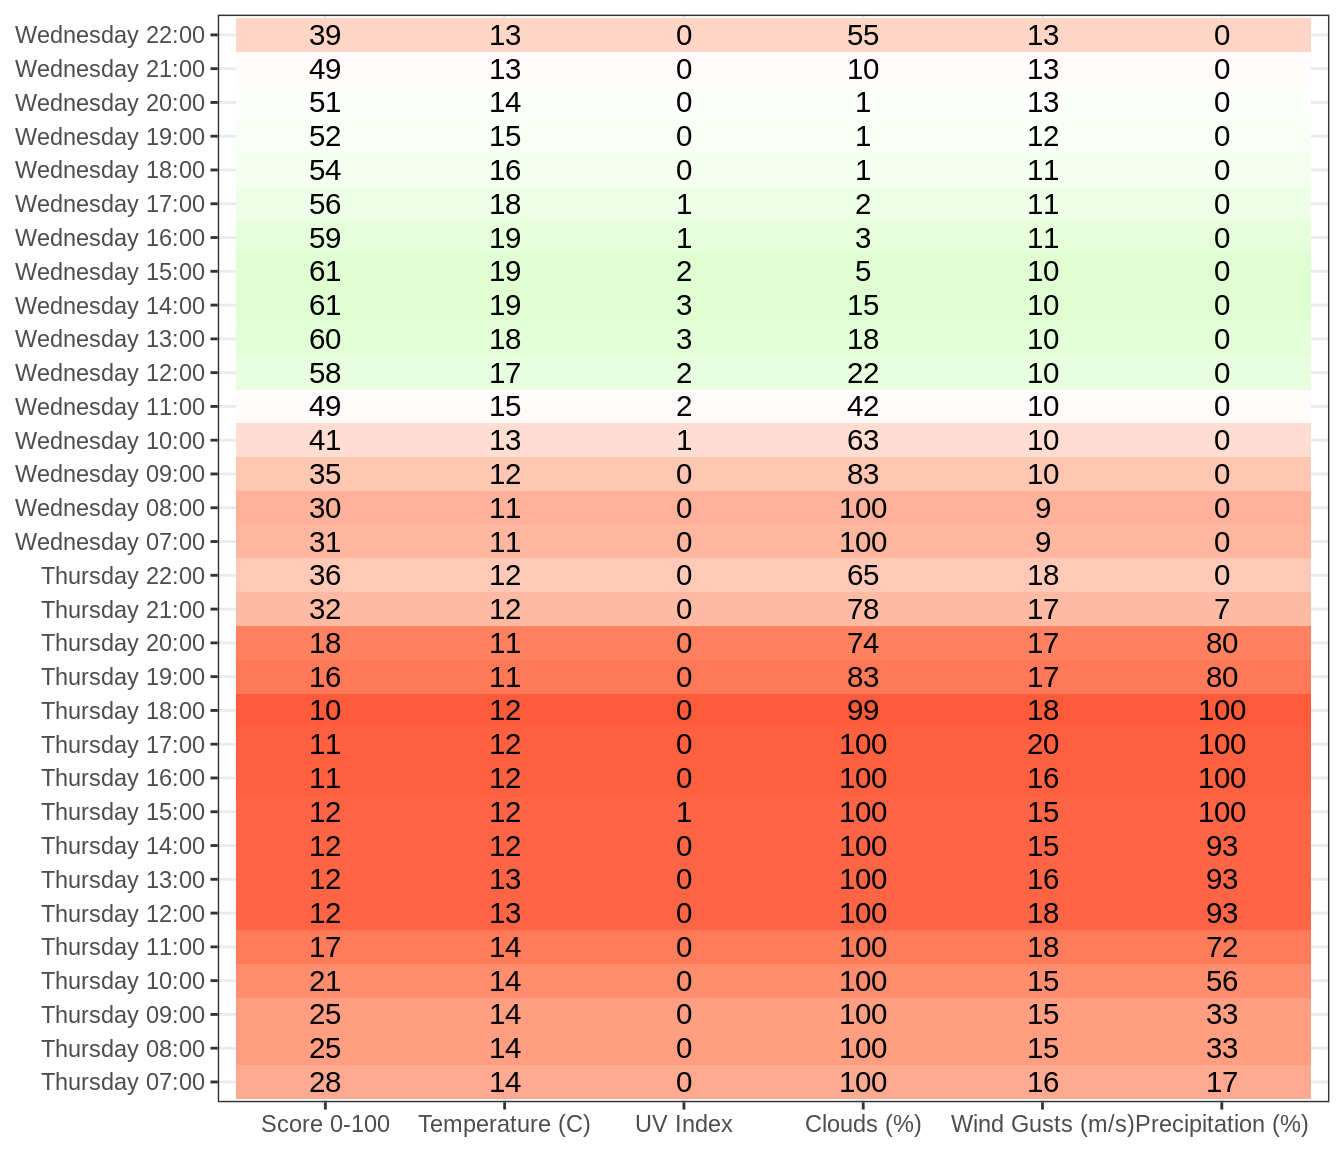 Wednesday 22:00 39 13 0 55 13 0
Wednesday 21:00 49 13 0 10 13 0
Wednesday 20:00 51 14 0 1 13 0
Wednesday 19:00 52 15 0 1 12 0
Wednesday 18:00 54 16 0 1 11 0
Wednesday 17:00 56 18 1 2 11 0
Wednesday 16:00 59 19 1 3 11 0
Wednesday 15:00 61 19 2 5 10 0
Wednesday 14:00 61 19 3 15 10 0
Wednesday 13:00 60 18 3 18 10 0
Wednesday 12:00 58 17 2 22 10 0
Wednesday 11:00 49 15 2 42 10 0
Wednesday 10:00 41 13 1 63 10 0
Wednesday 09:00 35 12 0 83 10 0
Wednesday 08:00 30 11 0 100 9 0
Wednesday 07:00 31 11 0 100 9 0
Thursday 22:00 36 12 0 65 18 0
Thursday 21:00 32 12 0 78 17 7
Thursday 20:00 18 11 0 74 17 80
Thursday 19:00 16 11 0 83 17 80
Thursday 18:00 10 12 0 99 18 100
Thursday 17:00 11 12 0 100 20 100
Thursday 16:00 11 12 0 100 16 100
Thursday 15:00 12 12 1 100 15 100
Thursday 14:00 12 12 0 100 15 93
Thursday 13:00 12 13 0 100 16 93
Thursday 12:00 12 13 0 100 18 93
Thursday 11:00 17 14 0 100 18 72
Thursday 10:00 21 14 0 100 15 56
Thursday 09:00 25 14 0 100 15 33
Thursday 08:00 25 14 0 100 15 33
Thursday 07:00 28 14 0 100 16 17
Score 0-100 Temperature (C) UV Index Clouds (%) Wind Gusts (m/s) Precipitation (%)